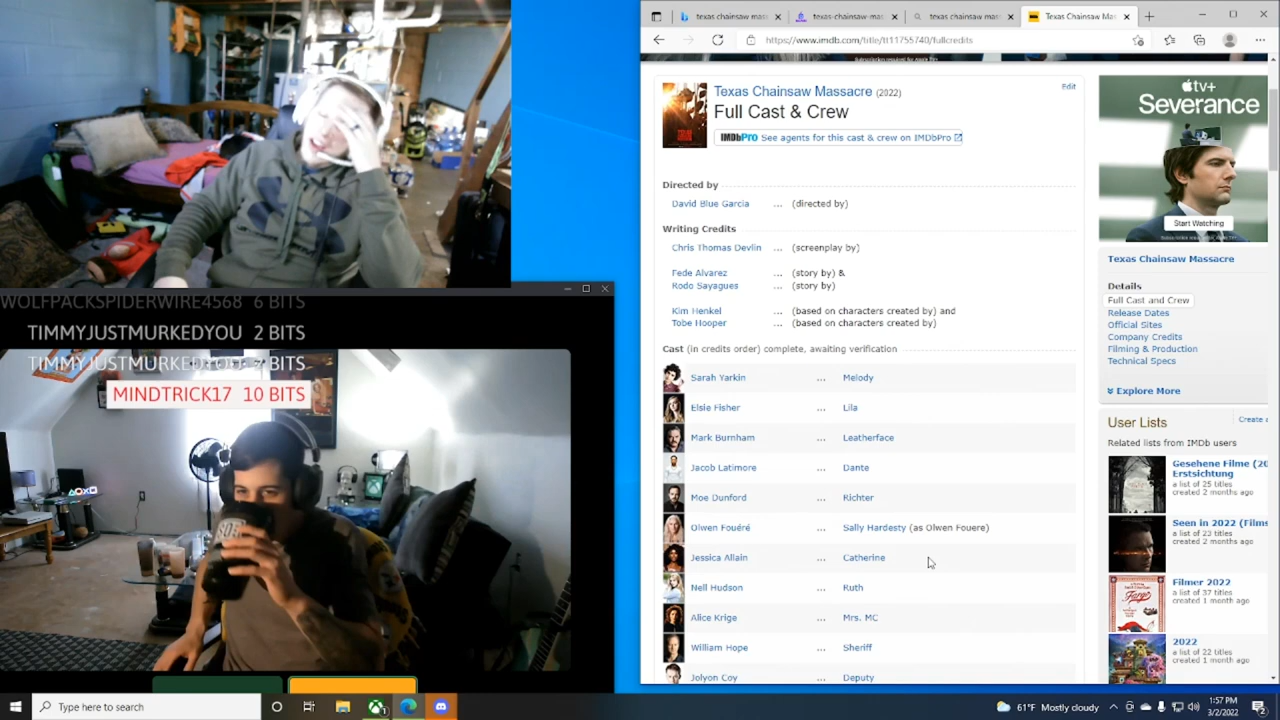 WOLFPACKSPIDERWIRE4568 6 BITS
TIMMYJUSTMURKEDYOU 2 BITS
TIMMYJUSTMURKEDYOU 2 BITS
MINDTRICK17 10 BITS
texas chainsaw mas
texas-chainsaw-mas
texas chainsaw mass
Texas Chainsaw Mas
https://www.imdb.com/title/tt11755740/fullcredits
Texas Chainsaw Massacre (2022)
Edit
Full Cast & Crew
IMDbPro See agents for this cast & crew on IMDbPro
Directed by
David Blue Garcia ... (directed by)
Writing Credits
Chris Thomas Devlin ... (screenplay by)
Fede Alvarez ... (story by) &
Rodo Sayagues ... (story by)
Kim Henkel ... (based on characters created by) and
Tobe Hooper ... (based on characters created by)
Cast (in credits order) complete, awaiting verification
Sarah Yarkin ... Melody
Elsie Fisher ... Lila
Mark Burnham ... Leatherface
Jacob Latimore ... Dante
Moe Dunford ... Richter
Olwen Fouéré ... Sally Hardesty (as Olwen Fouere)
Jessica Allain ... Catherine
Nell Hudson ... Ruth
Alice Krige ... Mrs. MC
William Hope ... Sheriff
Jolyon Coy ... Deputy
tv+
Severance
Start Watching
Texas Chainsaw Massacre
Details
Full Cast and Crew
Release Dates
Official Sites
Company Credits
Filming & Production
Technical Specs
Explore More
User Lists
Create a
Related lists from IMDb users
Gesehene Filme (20
Erstsichtung
a list of 25 titles
created 2 months ago
Seen in 2022 (Films
a list of 23 titles
created 2 months ago
Filmer 2022
a list of 37 titles
created 1 month ago
2022
a list of 22 titles
created 1 month ago
Type here to search
61°F Mostly cloudy
1:57 PM
3/2/2022